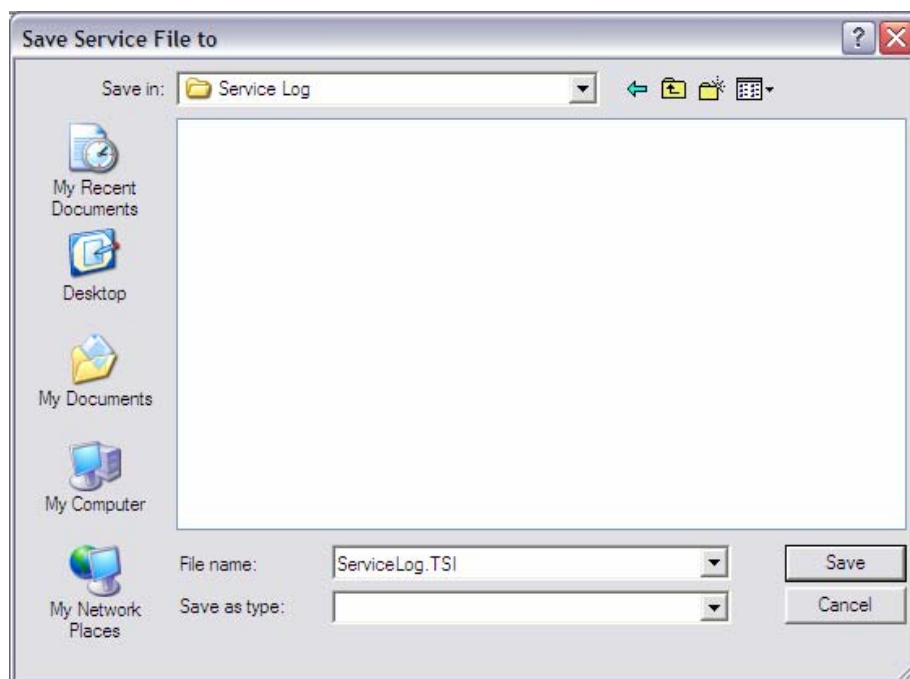 Save Service File to
?
Save in:
Service Log
My Recent
Documents
Desktop
My Documents
My Computer
My Network
Places
File name:
ServiceLog.TSI
Save
Save as type:
Cancel